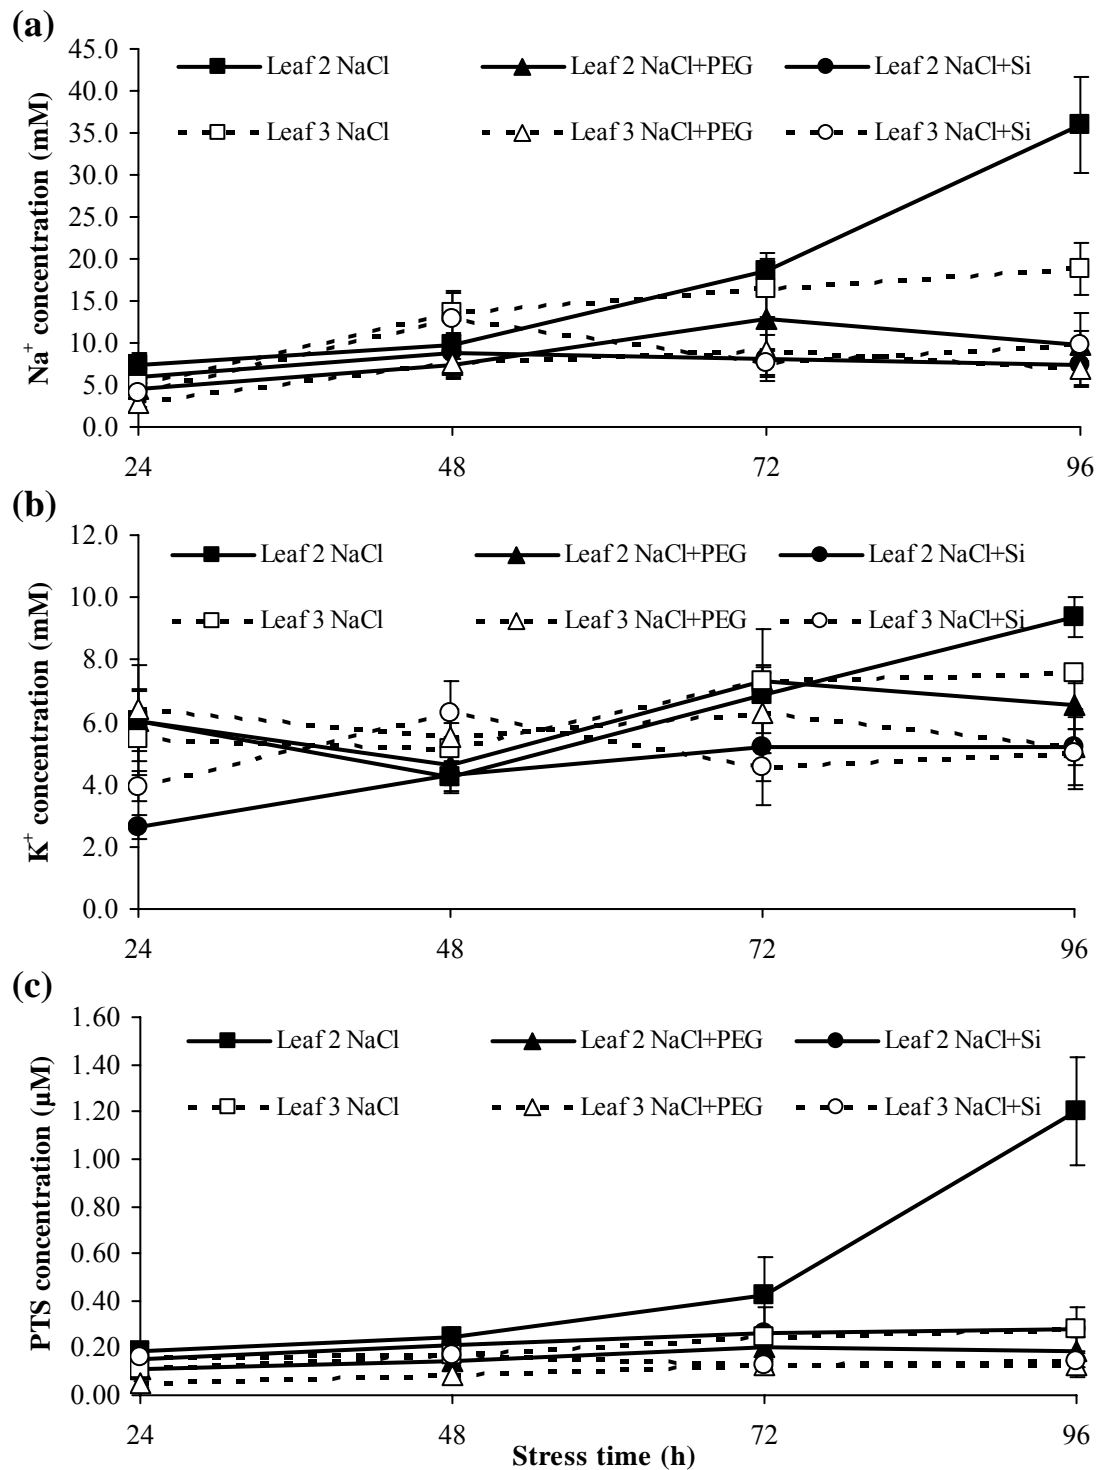 (a)
45.0
40.0
35.0
30.0
25.0
20.0
15.0
10.0
5.0
0.0
Na+ concentration (mM)
Leaf 2 NaCl Leaf 2 NaCl+PEG Leaf 2 NaCl+Si
Leaf 3 NaCl Leaf 3 NaCl+PEG Leaf 3 NaCl+Si
24 48 72 96
(b)
12.0
10.0
8.0
6.0
4.0
2.0
0.0
K+ concentration (mM)
Leaf 2 NaCl Leaf 2 NaCl+PEG Leaf 2 NaCl+Si
Leaf 3 NaCl Leaf 3 NaCl+PEG Leaf 3 NaCl+Si
24 48 72 96
(c)
1.60
1.40
1.20
1.00
0.80
0.60
0.40
0.20
0.00
PTS concentration (µM)
Leaf 2 NaCl Leaf 2 NaCl+PEG Leaf 2 NaCl+Si
Leaf 3 NaCl Leaf 3 NaCl+PEG Leaf 3 NaCl+Si
24 48 72 96
Stress time (h)